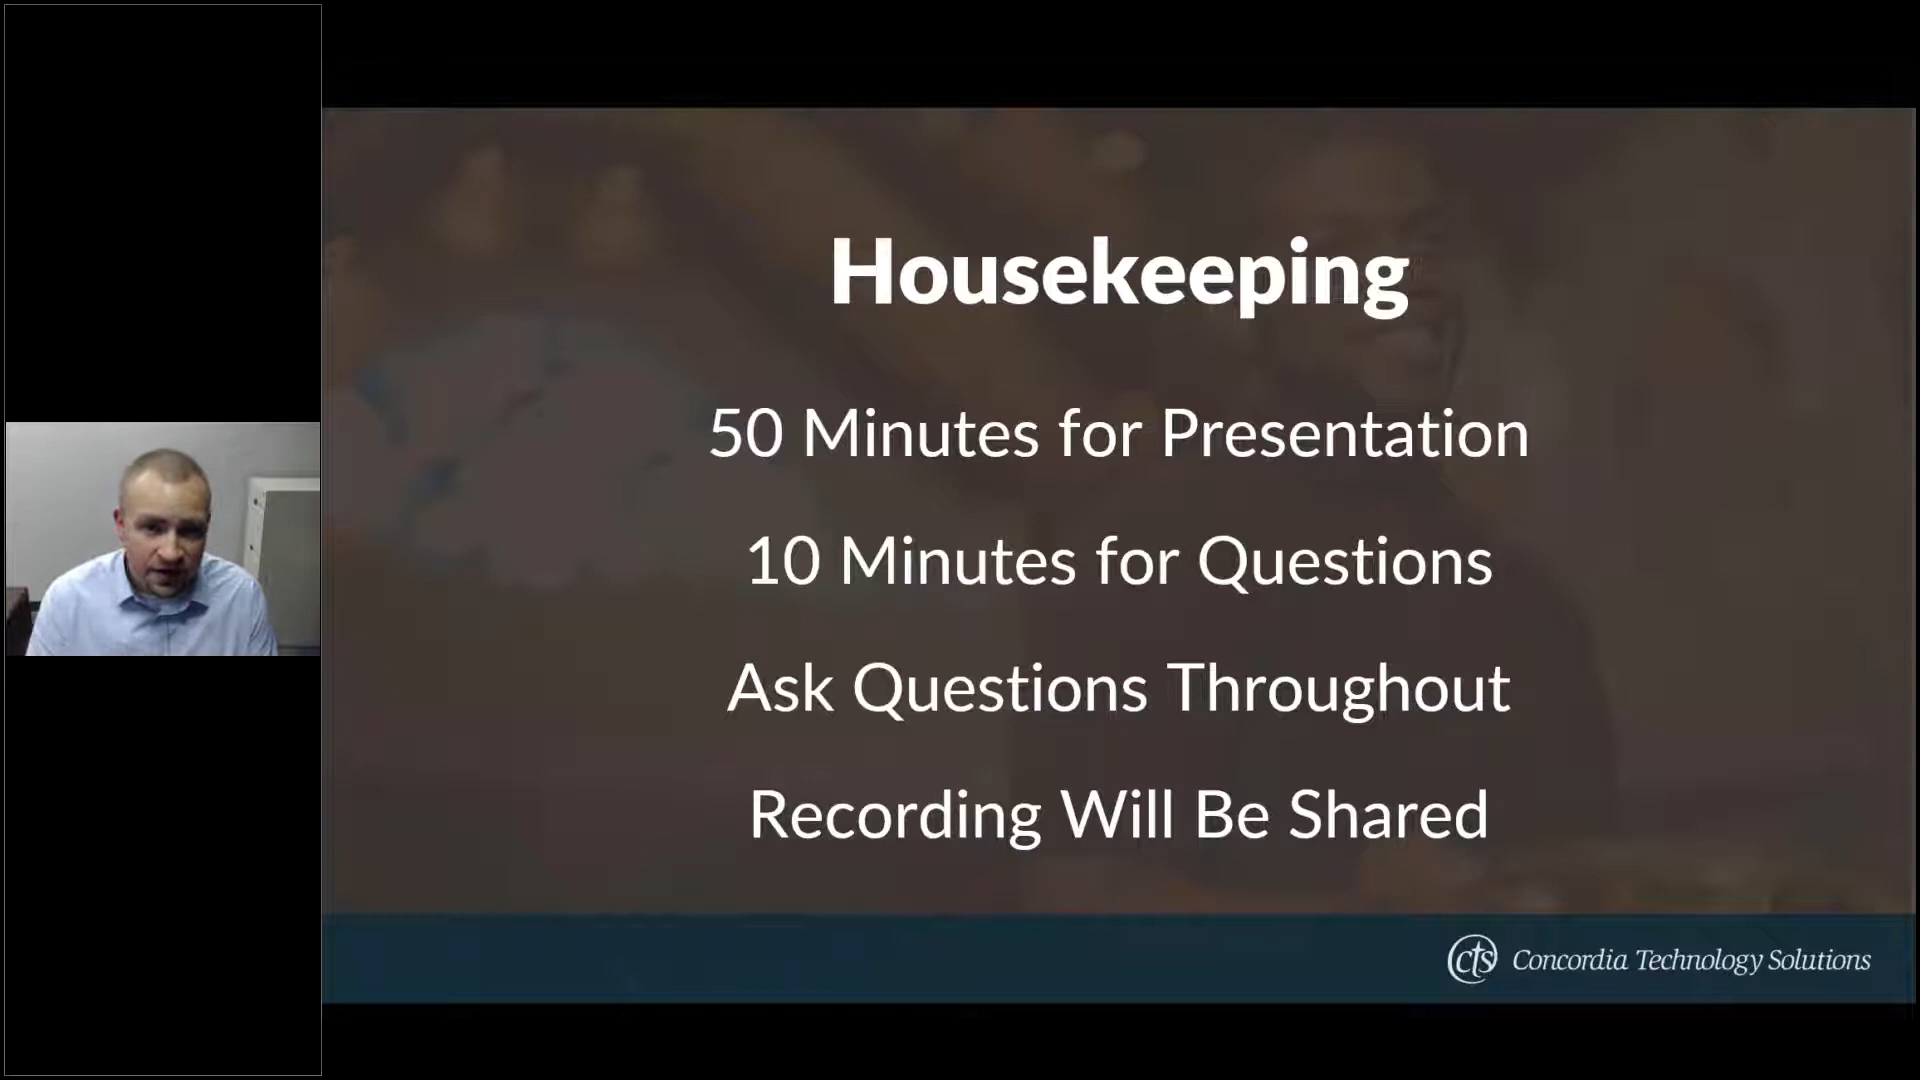 Housekeeping
50 Minutes for Presentation
10 Minutes for Questions
Ask Questions Throughout
Recording Will Be Shared
cts Concordia Technology Solutions